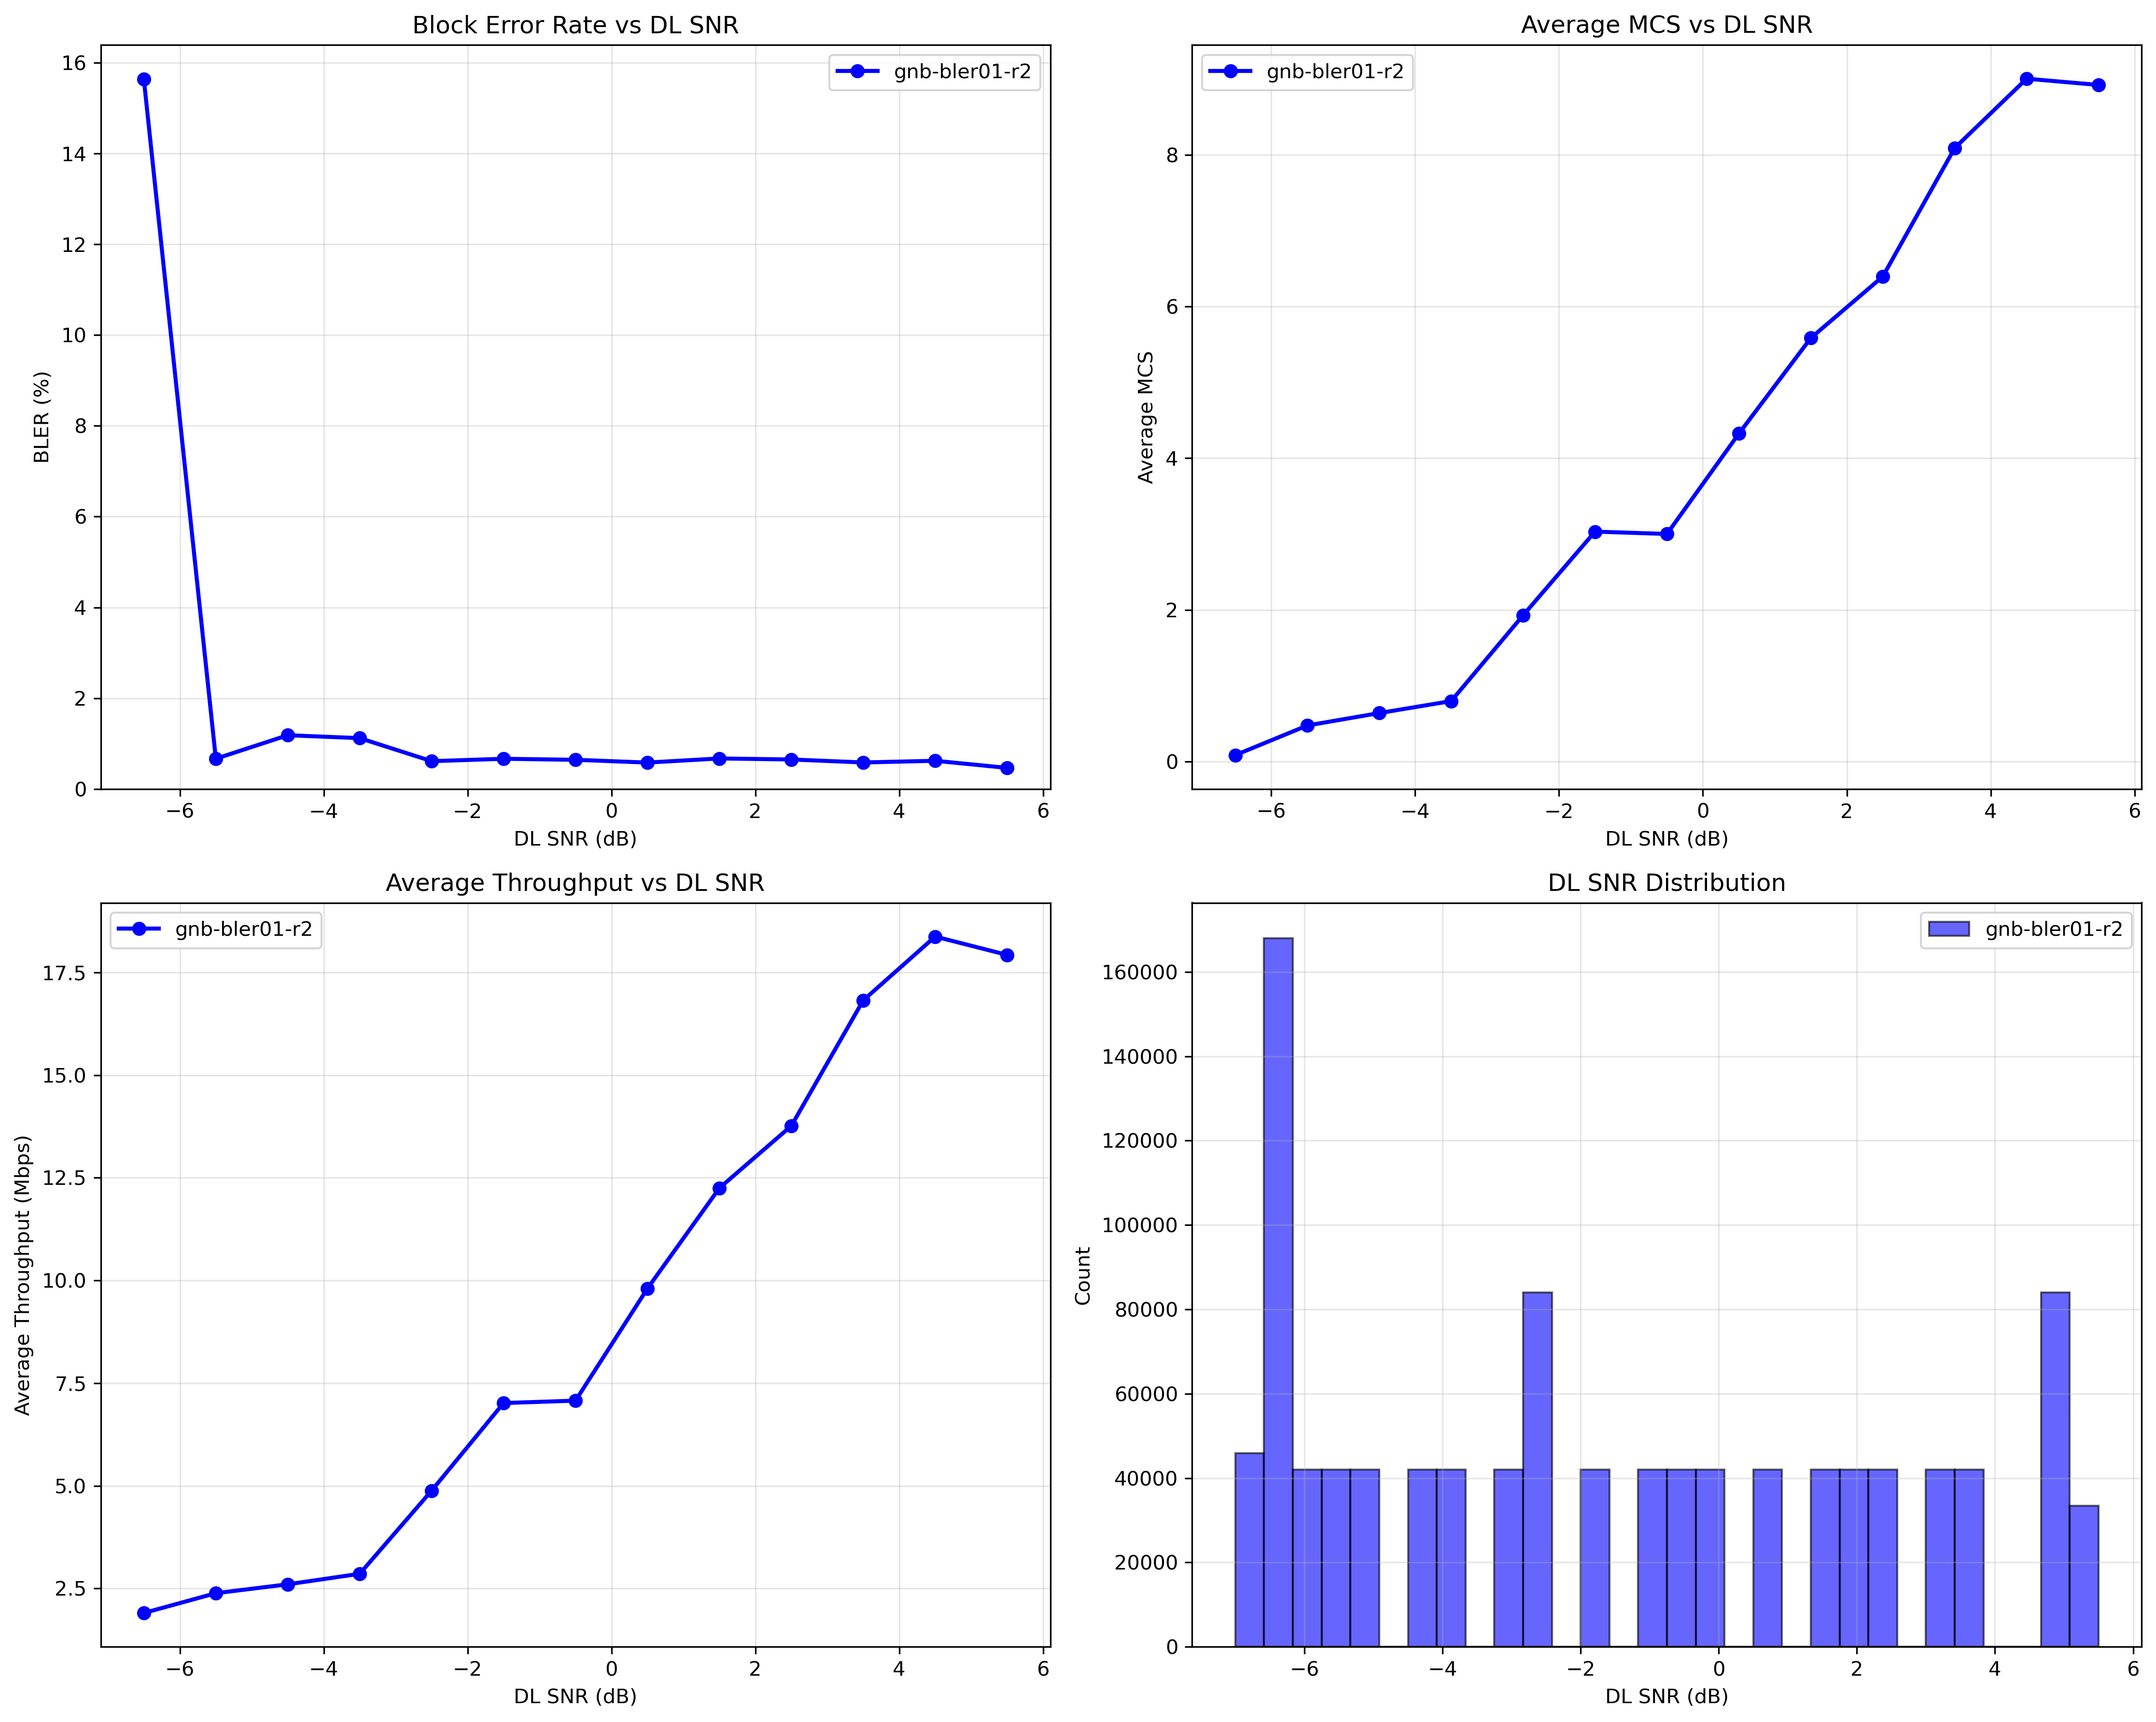 Block Error Rate vs DL SNR
gnb-bler01-r2
BLER (%)
16
14
12
10
8
6
4
2
0
−6 −4 −2 0 2 4 6
DL SNR (dB)
Average MCS vs DL SNR
gnb-bler01-r2
Average MCS
8
6
4
2
0
−6 −4 −2 0 2 4 6
DL SNR (dB)
Average Throughput vs DL SNR
gnb-bler01-r2
Average Throughput (Mbps)
17.5
15.0
12.5
10.0
7.5
5.0
2.5
−6 −4 −2 0 2 4 6
DL SNR (dB)
DL SNR Distribution
gnb-bler01-r2
Count
160000
140000
120000
100000
80000
60000
40000
20000
0
−6 −4 −2 0 2 4 6
DL SNR (dB)